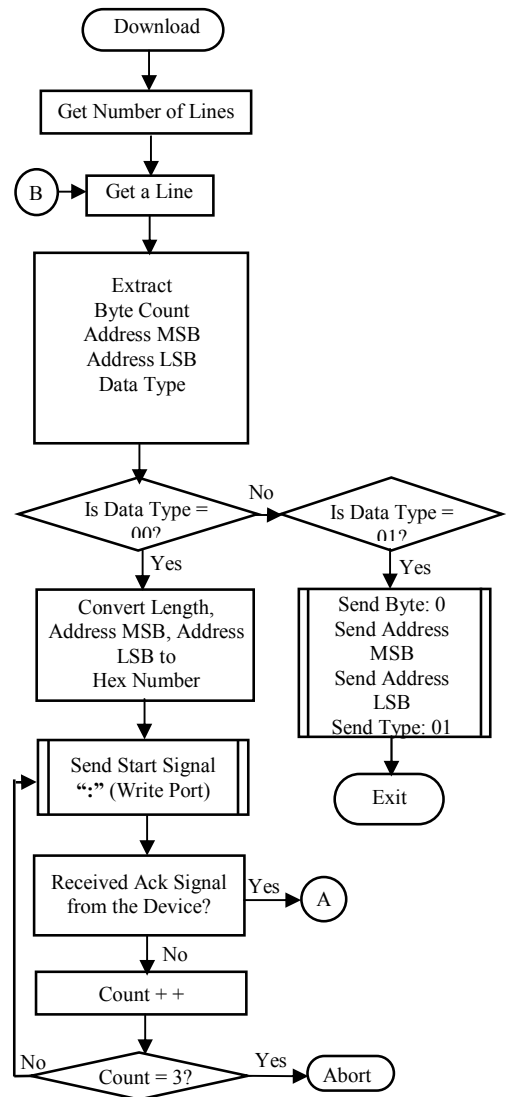 Download
Get Number of Lines
B
Get a Line
Extract
Byte Count
Address MSB
Address LSB
Data Type
Is Data Type =
00?
No
Is Data Type =
01?
Yes
Yes
Convert Length,
Address MSB, Address
LSB to
Hex Number
Send Byte: 0
Send Address
MSB
Send Address
LSB
Send Type: 01
Send Start Signal
“:” (Write Port)
Exit
Received Ack Signal
from the Device?
Yes
A
No
Count + +
No
Count = 3?
Yes
Abort